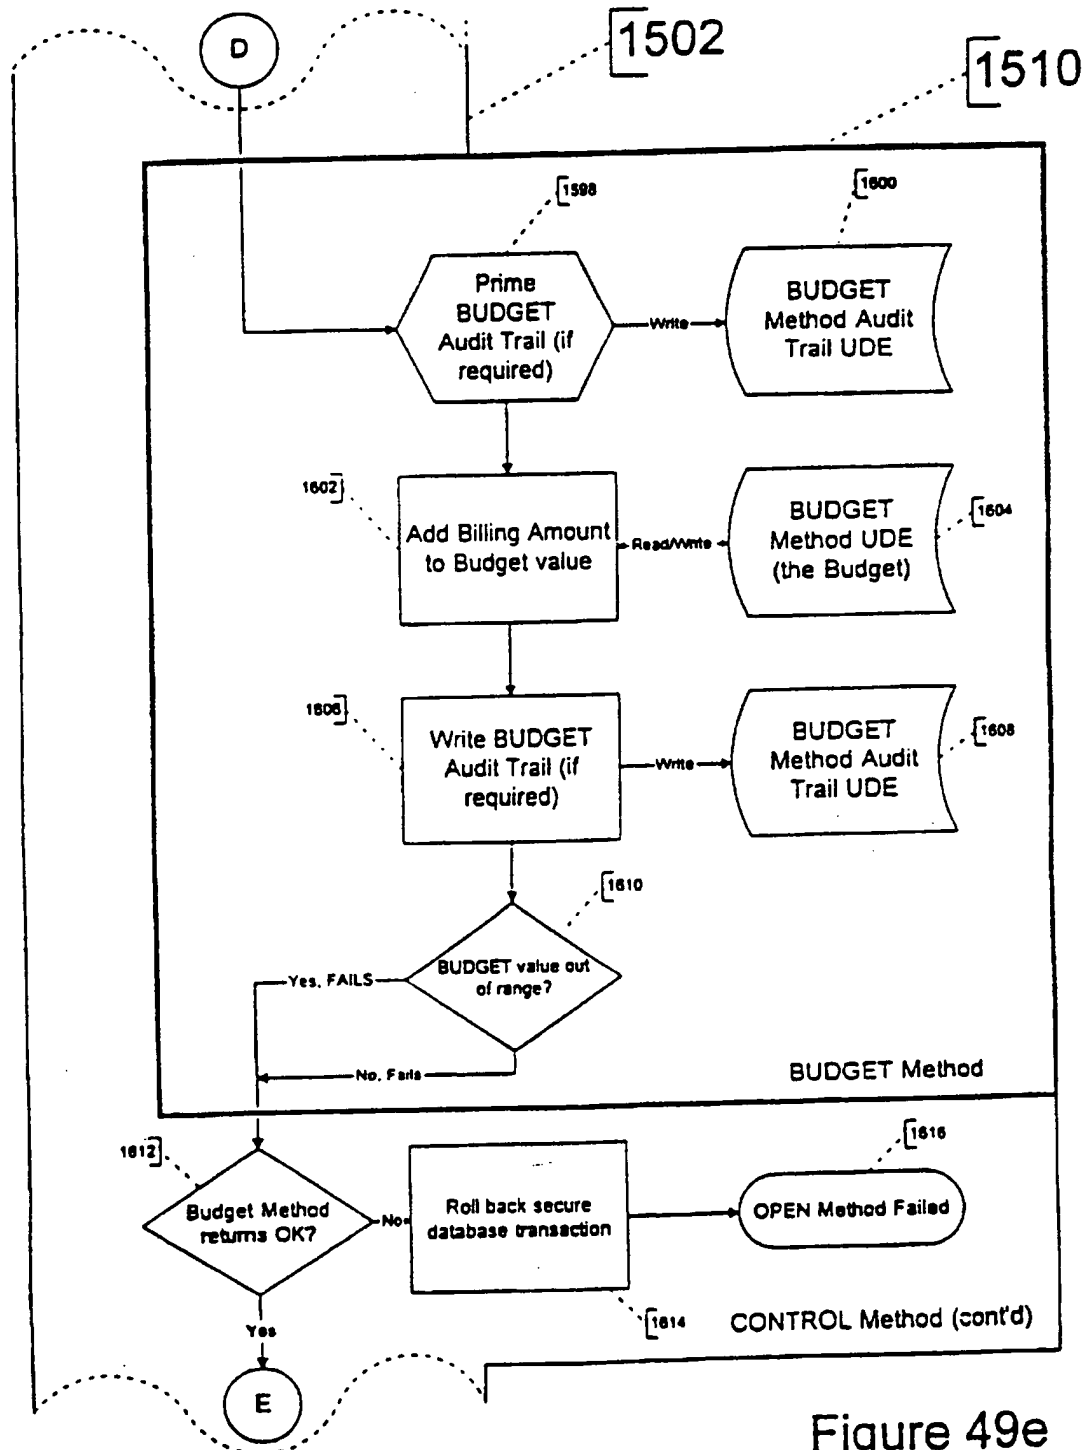 D
1502
1510
1598
1600
Prime
BUDGET
Audit Trail (if
required)
Write
BUDGET
Method Audit
Trail UDE
1602
Add Billing Amount
to Budget value
Read/Write
BUDGET
Method UDE
(the Budget)
1604
1606
Write BUDGET
Audit Trail (if
required)
Write
BUDGET
Method Audit
Trail UDE
1608
1610
BUDGET value out
of range?
Yes, FAILS
No, Fails
BUDGET Method
1612
Budget Method
returns OK?
No
Roll back secure
database transaction
1616
OPEN Method Failed
1614
CONTROL Method (cont'd)
Yes
E
Figure 49e